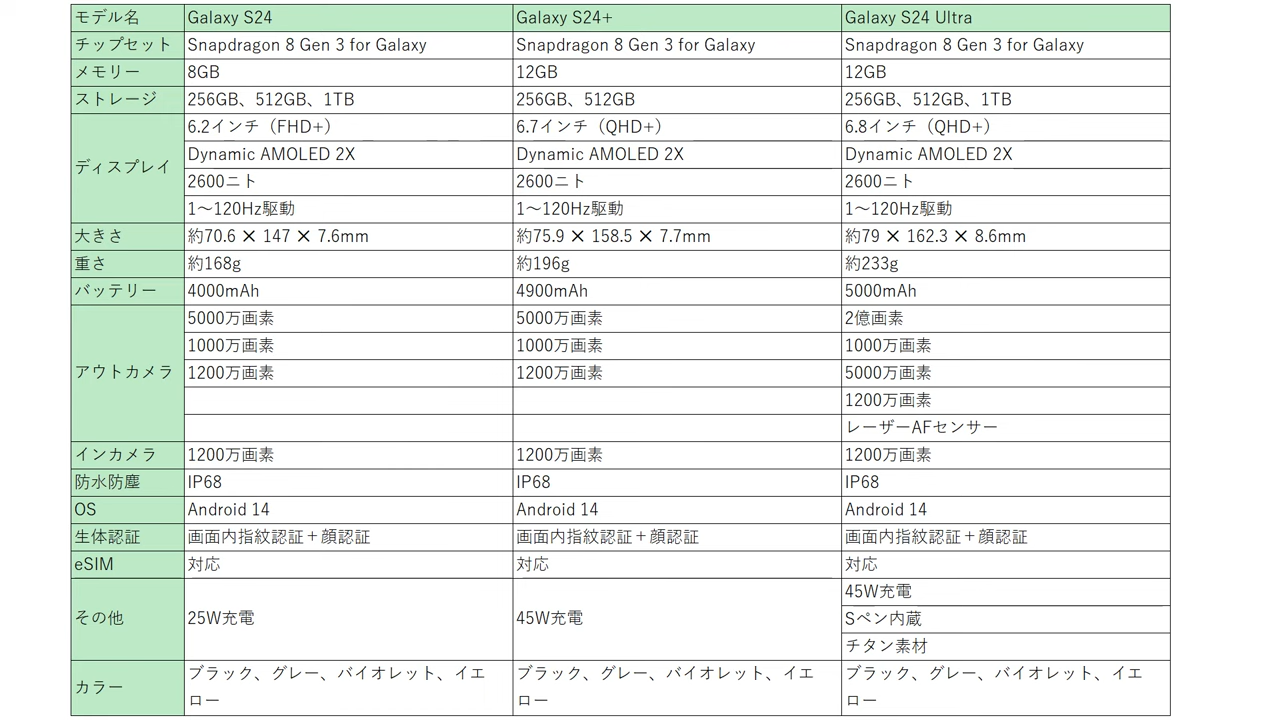 モデル名 Galaxy S24 Galaxy S24+ Galaxy S24 Ultra
チップセット Snapdragon 8 Gen 3 for Galaxy Snapdragon 8 Gen 3 for Galaxy Snapdragon 8 Gen 3 for Galaxy
メモリー 8GB 12GB 12GB
ストレージ 256GB、512GB、1TB 256GB、512GB 256GB、512GB、1TB
ディスプレイ 6.2インチ（FHD+） 6.7インチ（QHD+） 6.8インチ（QHD+）
Dynamic AMOLED 2X Dynamic AMOLED 2X Dynamic AMOLED 2X
2600ニト 2600ニト 2600ニト
1～120Hz駆動 1～120Hz駆動 1～120Hz駆動
大きさ 約70.6 × 147 × 7.6mm 約75.9 × 158.5 × 7.7mm 約79 × 162.3 × 8.6mm
重さ 約168g 約196g 約233g
バッテリー 4000mAh 4900mAh 5000mAh
アウトカメラ 5000万画素 5000万画素 2億画素
1000万画素 1000万画素 1000万画素
1200万画素 1200万画素 5000万画素
1200万画素
レーザーAFセンサー
インカメラ 1200万画素 1200万画素 1200万画素
防水防塵 IP68 IP68 IP68
OS Android 14 Android 14 Android 14
生体認証 画面内指紋認証＋顔認証 画面内指紋認証＋顔認証 画面内指紋認証＋顔認証
eSIM 対応 対応 対応
その他 25W充電 45W充電 45W充電
Sペン内蔵
チタン素材
カラー ブラック、グレー、バイオレット、イエ ブラック、グレー、バイオレット、イエ ブラック、グレー、バイオレット、イエ
ロー ロー ロー